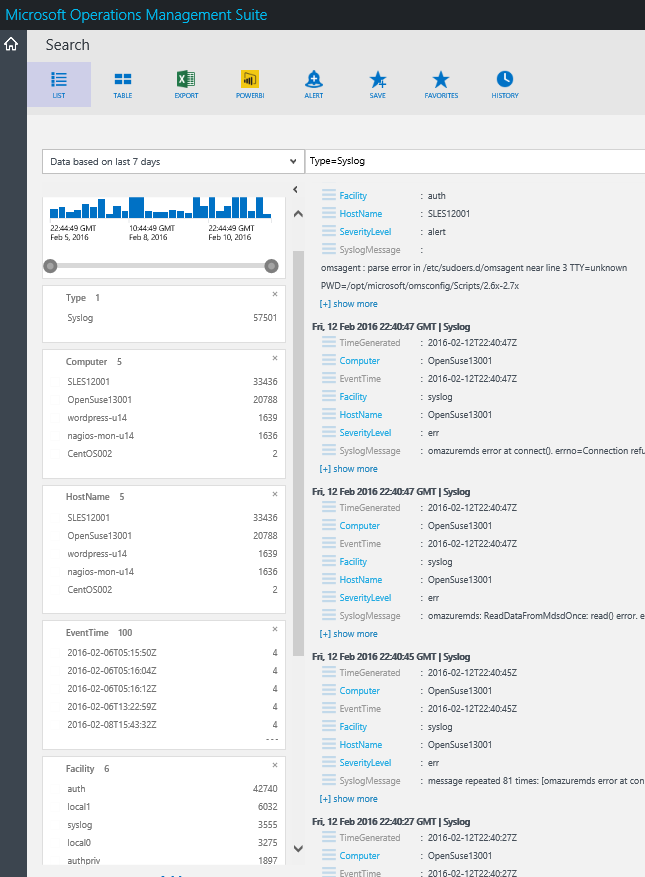 Microsoft Operations Management Suite
Search
LIST
TABLE
EXPORT
POWERBI
ALERT
SAVE
FAVORITES
HISTORY
Data based on last 7 days
Type=Syslog
22:44:49 GMT 10:44:49 GMT 22:44:49 GMT
Feb 5, 2016 Feb 8, 2016 Feb 10, 2016
Type 1
Syslog 57501
Computer 5
SLES12001 33436
OpenSuse13001 20788
wordpress-u14 1639
nagios-mon-u14 1636
CentOS002 2
HostName 5
SLES12001 33436
OpenSuse13001 20788
wordpress-u14 1639
nagios-mon-u14 1636
CentOS002 2
EventTime 100
2016-02-06T05:15:50Z 4
2016-02-06T05:16:04Z 4
2016-02-06T05:16:12Z 4
2016-02-06T13:22:59Z 4
2016-02-08T15:43:32Z 4
---
Facility 6
auth 42740
local1 6032
syslog 3555
local0 3275
authpriv 1897
Facility : auth
HostName : SLES12001
SeverityLevel : alert
SyslogMessage :
omsagent : parse error in /etc/sudoers.d/omsagent near line 3 TTY=unknown
PWD=/opt/microsoft/omsconfig/Scripts/2.6x-2.7x
[+] show more
Fri, 12 Feb 2016 22:40:47 GMT | Syslog
TimeGenerated : 2016-02-12T22:40:47Z
Computer : OpenSuse13001
EventTime : 2016-02-12T22:40:47Z
Facility : syslog
HostName : OpenSuse13001
SeverityLevel : err
SyslogMessage : omazuremds error at connect(). errno=Connection refu
[+] show more
Fri, 12 Feb 2016 22:40:47 GMT | Syslog
TimeGenerated : 2016-02-12T22:40:47Z
Computer : OpenSuse13001
EventTime : 2016-02-12T22:40:47Z
Facility : syslog
HostName : OpenSuse13001
SeverityLevel : err
SyslogMessage : omazuremds: ReadDataFromMdsdOnce: read() error. e
[+] show more
Fri, 12 Feb 2016 22:40:45 GMT | Syslog
TimeGenerated : 2016-02-12T22:40:45Z
Computer : OpenSuse13001
EventTime : 2016-02-12T22:40:45Z
Facility : syslog
HostName : OpenSuse13001
SeverityLevel : err
SyslogMessage : message repeated 81 times: [omazuremds error at con
[+] show more
Fri, 12 Feb 2016 22:40:27 GMT | Syslog
TimeGenerated : 2016-02-12T22:40:27Z
Computer : OpenSuse13001
EventTime : 2016-02-12T22:40:27Z